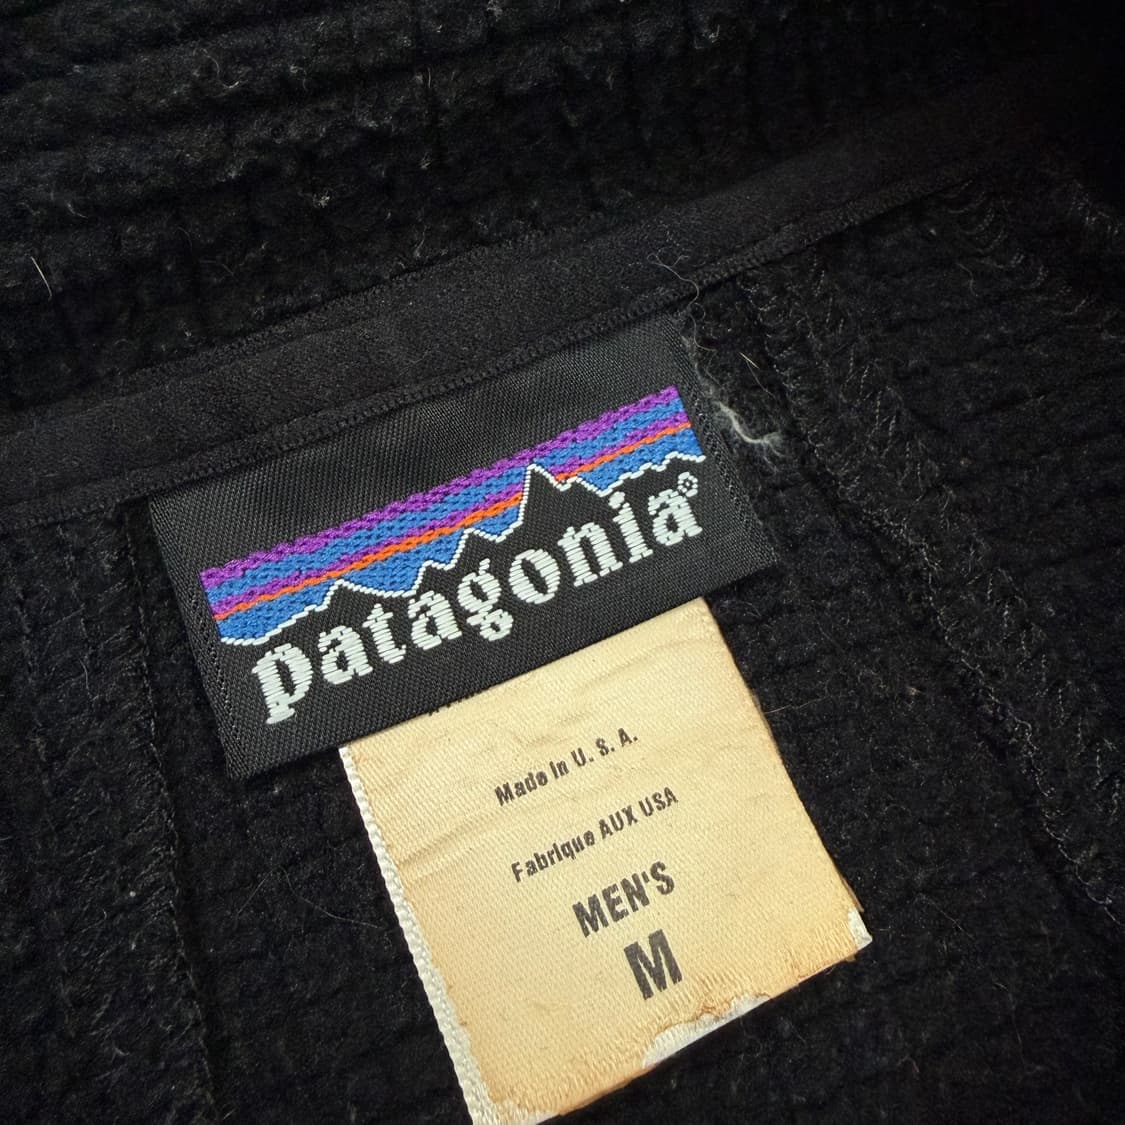 patagonia®
Made in U. S. A.
Fabrique AUX USA
MEN'S
M